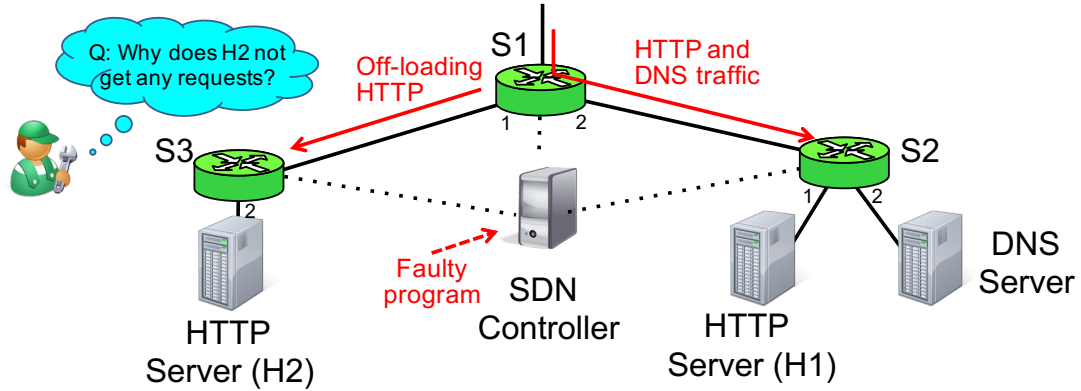 Q: Why does H2 not
get any requests?
S1
Off-loading
HTTP
HTTP and
DNS traffic
1
2
S3
S2
2
1
2
Faulty
program
SDN
Controller
HTTP
Server (H2)
HTTP
Server (H1)
DNS
Server